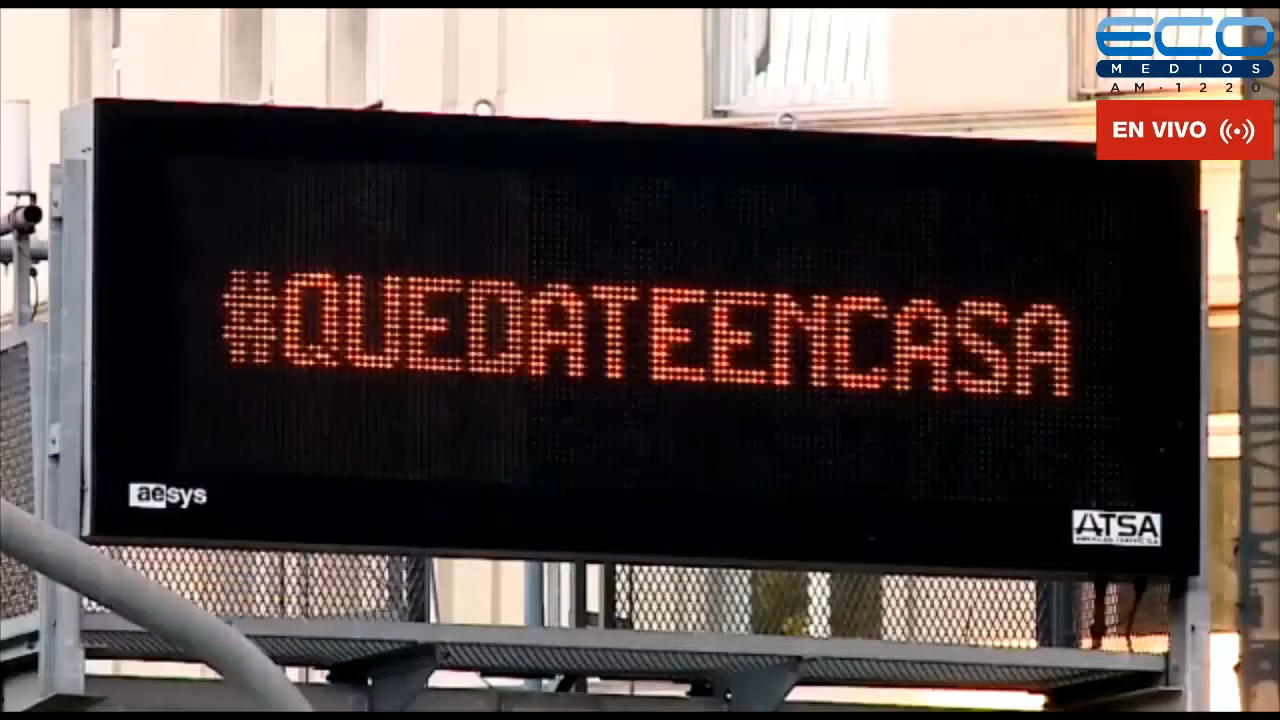 ECO
MEDIOS
AM·1220
EN VIVO
#QUEDATEENCASA
aesys
ATSA